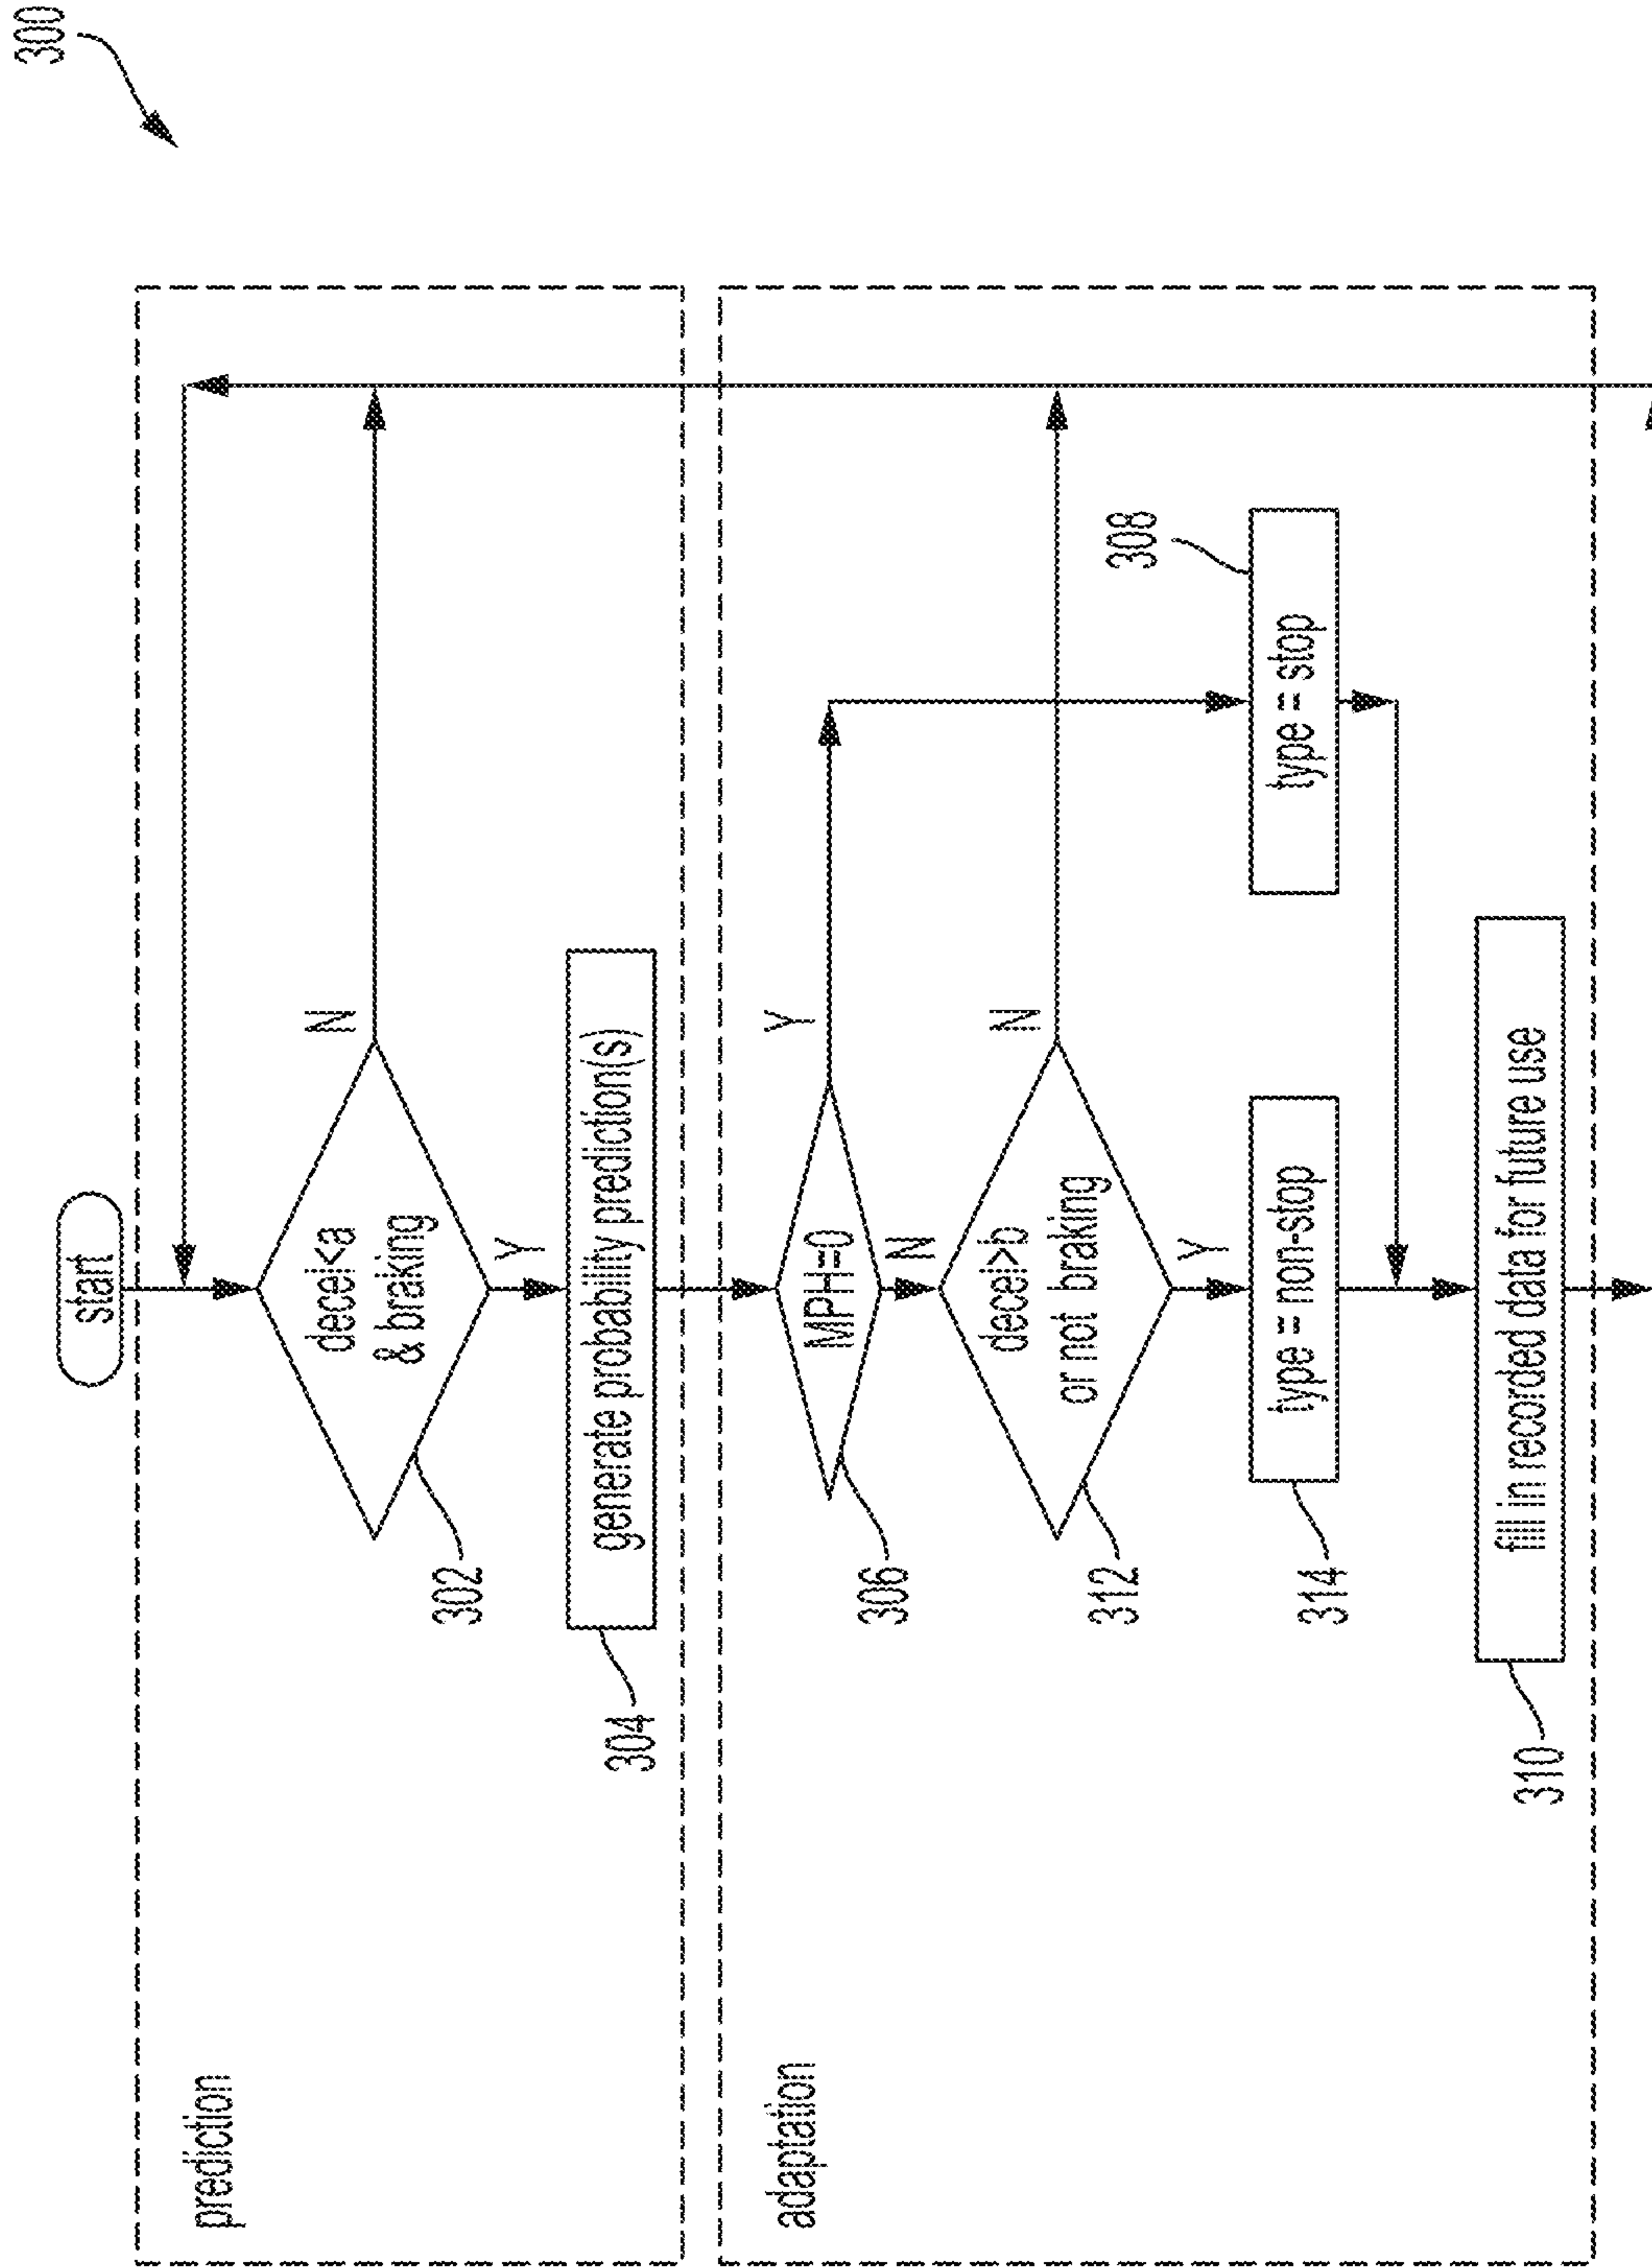 300
start
prediction
decel<a
& braking
N
302
Y
generate probability prediction(s)
304
adaptation
MPH=0
Y
306
N
decel>b
or not braking
N
312
Y
type = non-stop
314
type = stop
308
fill in recorded data for future use
310